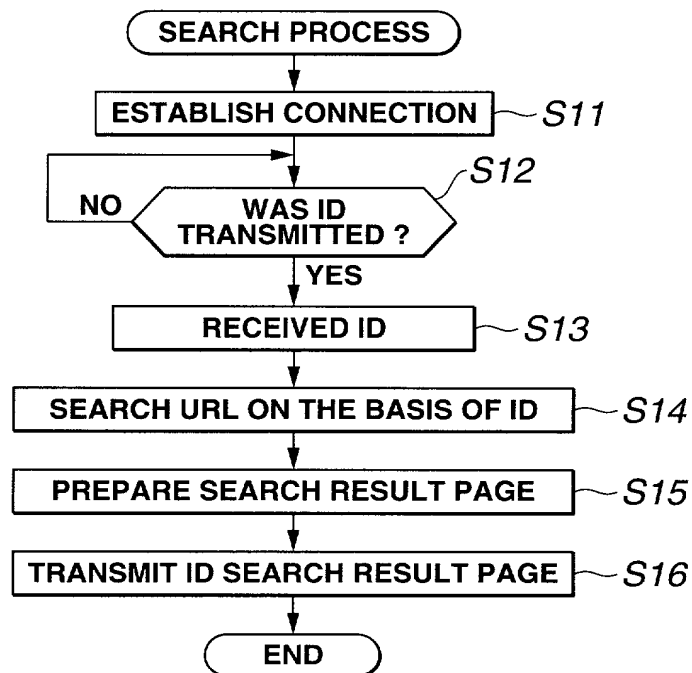 SEARCH PROCESS
ESTABLISH CONNECTION
S11
S12
NO
WAS ID
TRANSMITTED ?
YES
RECEIVED ID
S13
SEARCH URL ON THE BASIS OF ID
S14
PREPARE SEARCH RESULT PAGE
S15
TRANSMIT ID SEARCH RESULT PAGE
S16
END